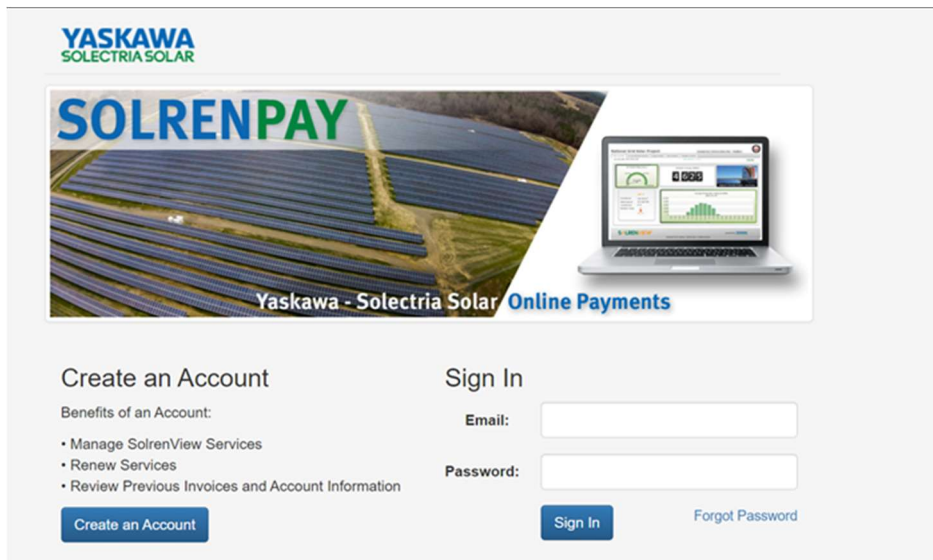 YASKAWA
SOLECTRIA SOLAR
SOLRENPAY
4625
SOLRENVIEW
Yaskawa - Solectria Solar Online Payments
Create an Account
Benefits of an Account:
• Manage SolrenView Services
• Renew Services
• Review Previous Invoices and Account Information
Create an Account
Sign In
Email:
Password:
Sign In
Forgot Password